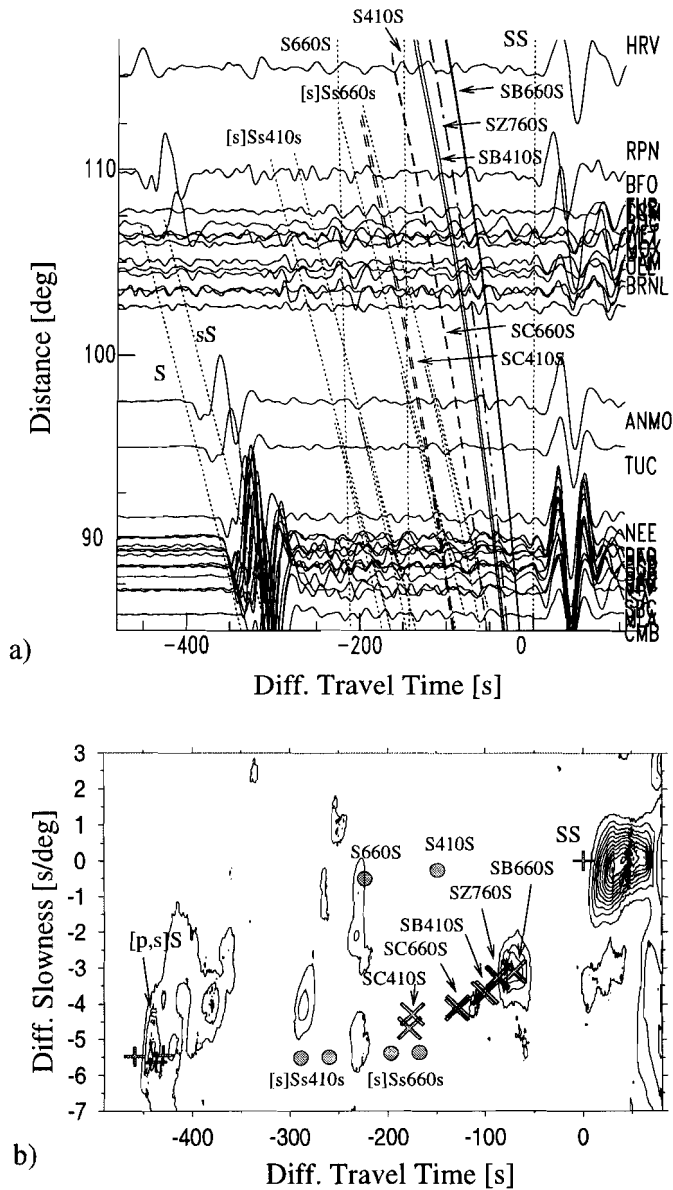 S410S
S660S
SS
HRV
[s]Ss660s
SB660S
[s]Ss410s
SZ760S
SB410S
RPN
110
BFO
BRNL
SC660S
SC410S
100
sS
S
ANMO
TUC
90
NEE
CMB
Distance [deg]
-400
-200
-100
0
100
a)
Diff. Travel Time [s]
3
2
1
0
-1
-2
-3
-4
-5
-6
-7
Diff. Slowness [s/deg]
SS
S660S
S410S
SB660S
SZ760S
SB410S
SC660S
SC410S
[p,s]S
[s]Ss410s
[s]Ss660s
-400
-300
-200
-100
0
b)
Diff. Travel Time [s]